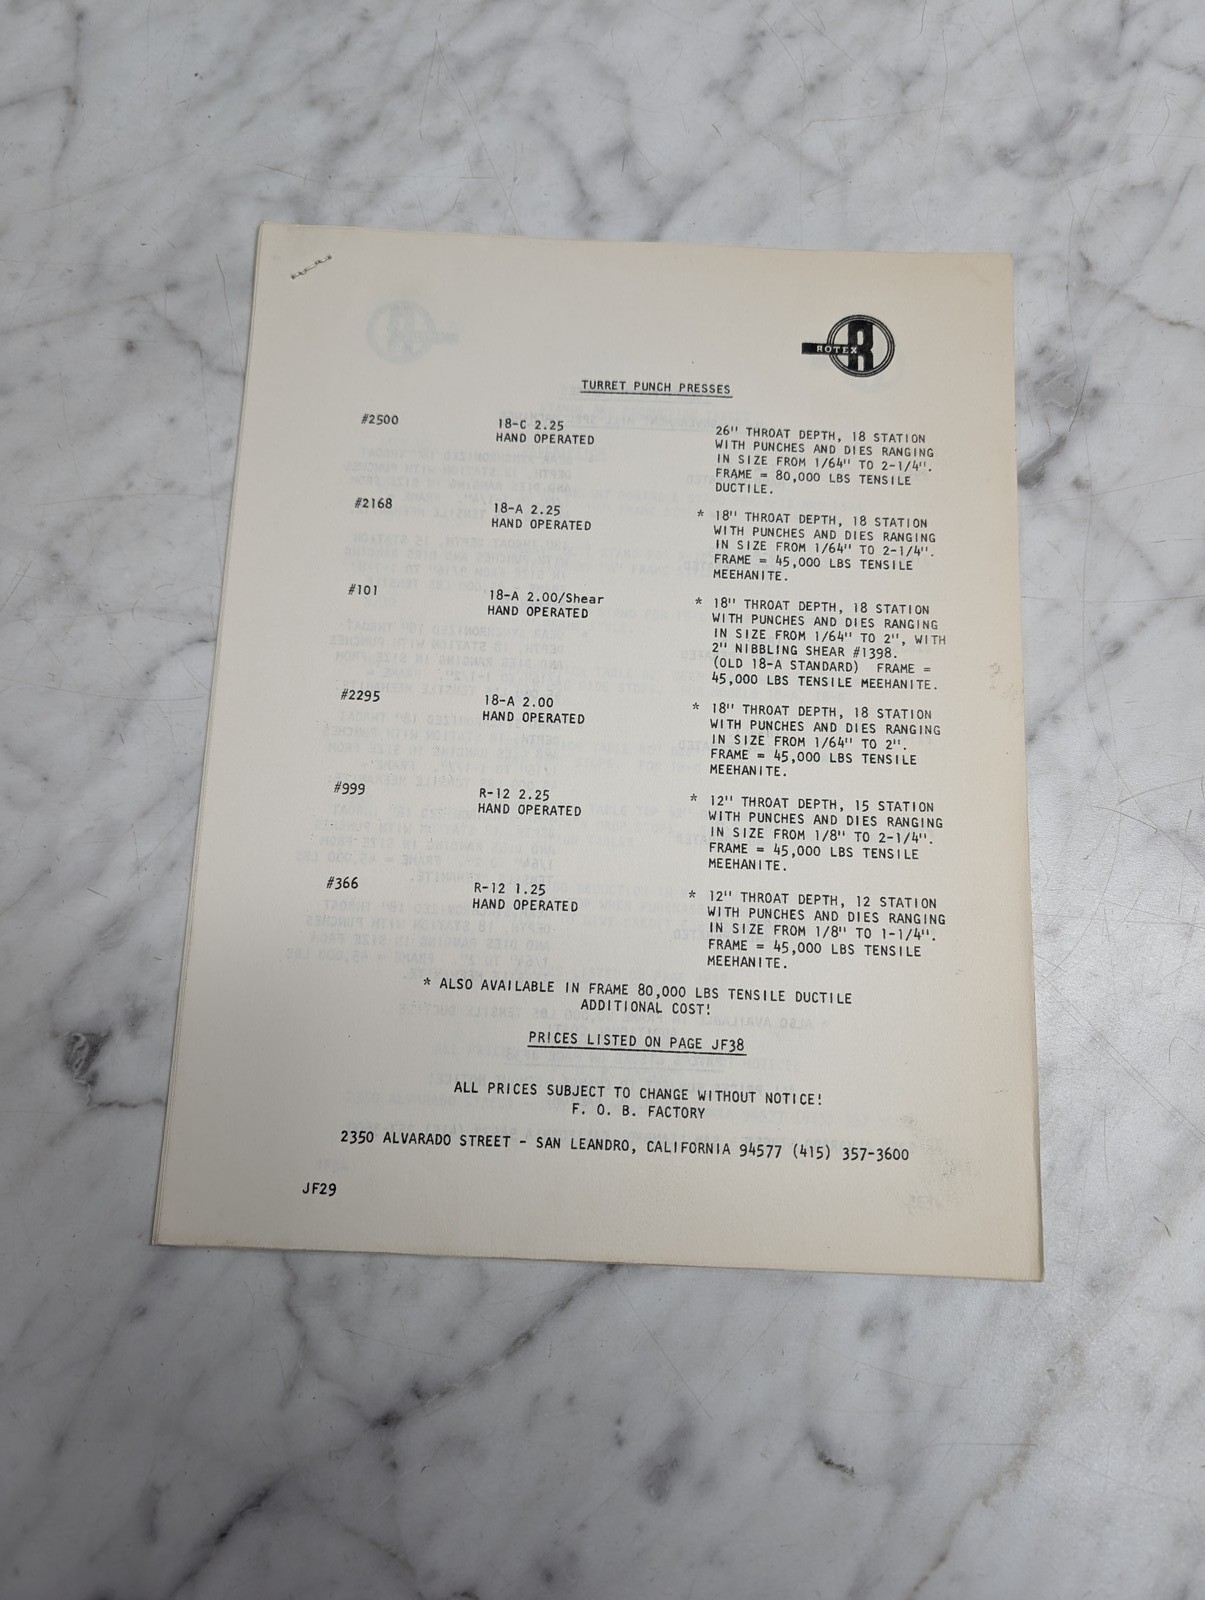 ROTEX R
TURRET PUNCH PRESSES
#2500 18-C 2.25 26" THROAT DEPTH, 18 STATION
HAND OPERATED WITH PUNCHES AND DIES RANGING
IN SIZE FROM 1/64" TO 2-1/4".
FRAME = 80,000 LBS TENSILE
DUCTILE.
#2168 18-A 2.25 * 18" THROAT DEPTH, 18 STATION
HAND OPERATED WITH PUNCHES AND DIES RANGING
IN SIZE FROM 1/64" TO 2-1/4".
FRAME = 45,000 LBS TENSILE
MEEHANITE.
#101 18-A 2.00/Shear * 18" THROAT DEPTH, 18 STATION
HAND OPERATED WITH PUNCHES AND DIES RANGING
IN SIZE FROM 1/64" TO 2", WITH
2" NIBBLING SHEAR #1398.
(OLD 18-A STANDARD) FRAME =
45,000 LBS TENSILE MEEHANITE.
#2295 18-A 2.00 * 18" THROAT DEPTH, 18 STATION
HAND OPERATED WITH PUNCHES AND DIES RANGING
IN SIZE FROM 1/64" TO 2".
FRAME = 45,000 LBS TENSILE
MEEHANITE.
#999 R-12 2.25 * 12" THROAT DEPTH, 15 STATION
HAND OPERATED WITH PUNCHES AND DIES RANGING
IN SIZE FROM 1/8" TO 2-1/4".
FRAME = 45,000 LBS TENSILE
MEEHANITE.
#366 R-12 1.25 * 12" THROAT DEPTH, 12 STATION
HAND OPERATED WITH PUNCHES AND DIES RANGING
IN SIZE FROM 1/8" TO 1-1/4".
FRAME = 45,000 LBS TENSILE
MEEHANITE.
* ALSO AVAILABLE IN FRAME 80,000 LBS TENSILE DUCTILE
ADDITIONAL COST!
PRICES LISTED ON PAGE JF38
ALL PRICES SUBJECT TO CHANGE WITHOUT NOTICE!
F. O. B. FACTORY
2350 ALVARADO STREET - SAN LEANDRO, CALIFORNIA 94577 (415) 357-3600
JF29